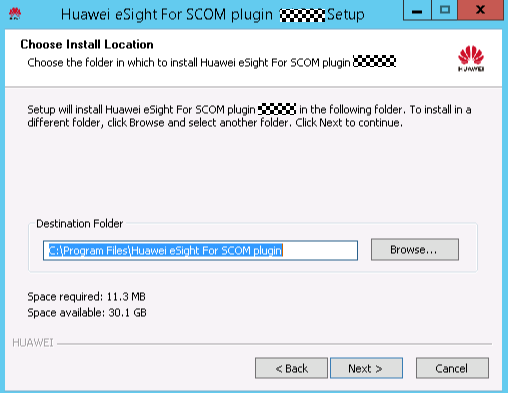 Huawei eSight For SCOM plugin Setup
Choose Install Location
Choose the folder in which to install Huawei eSight For SCOM plugin
HUAWEI
Setup will install Huawei eSight For SCOM plugin in the following folder. To install in a
different folder, click Browse and select another folder. Click Next to continue.
Destination Folder
C:\Program Files\Huawei eSight For SCOM plugin
Browse...
Space required: 11.3 MB
Space available: 30.1 GB
HUAWEI
< Back Next > Cancel